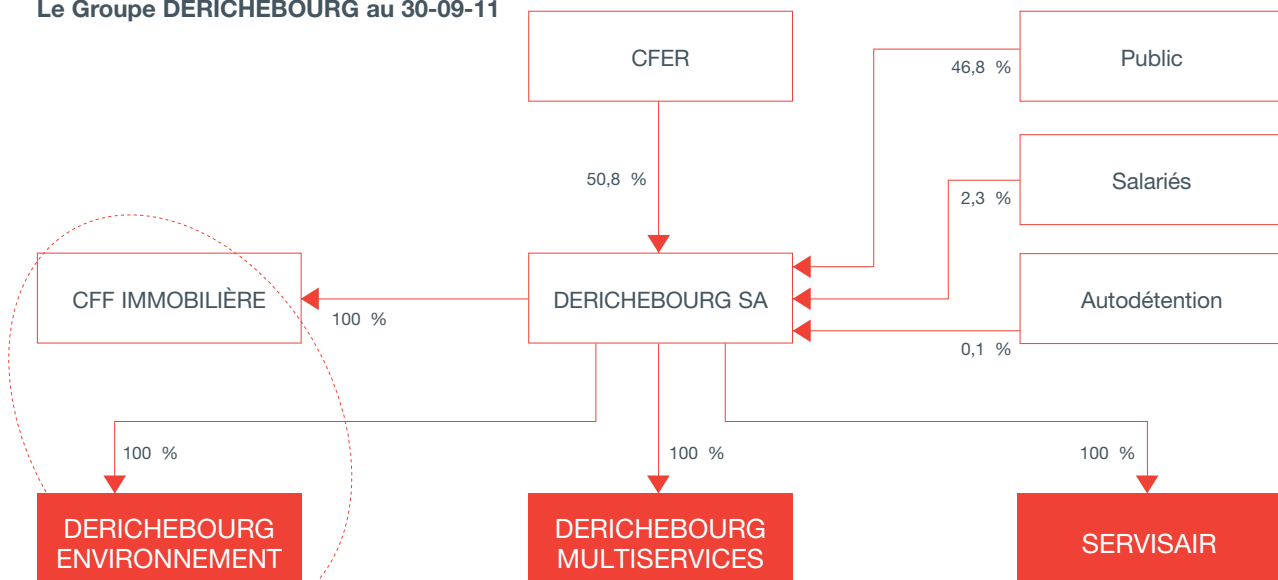 Le Groupe DERICHEBOURG au 30-09-11
CFER
Public
46,8 %
50,8 %
Salariés
2,3 %
CFF IMMOBILIÈRE
DERICHEBOURG SA
Autodétention
100 %
0,1 %
100 %
100 %
100 %
DERICHEBOURG
ENVIRONNEMENT
DERICHEBOURG
MULTISERVICES
SERVISAIR